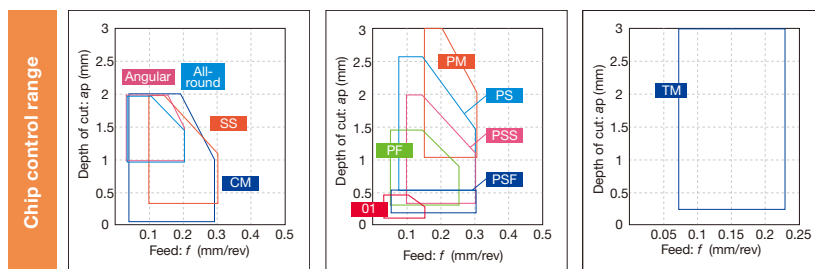 Chip control range
Depth of cut: ap (mm)
3
2.5
2
1.5
1
0.5
0
0.1
0.2
0.3
0.4
0.5
Feed: f (mm/rev)
Angular
All-
round
SS
CM
Depth of cut: ap (mm)
3
2.5
2
1.5
1
0.5
0
0.1
0.2
0.3
0.4
0.5
Feed: f (mm/rev)
PM
PS
PSS
PF
PSF
01
Depth of cut: ap (mm)
3
2.5
2
1.5
1
0.5
0
0.05
0.1
0.15
0.2
0.25
Feed: f (mm/rev)
TM